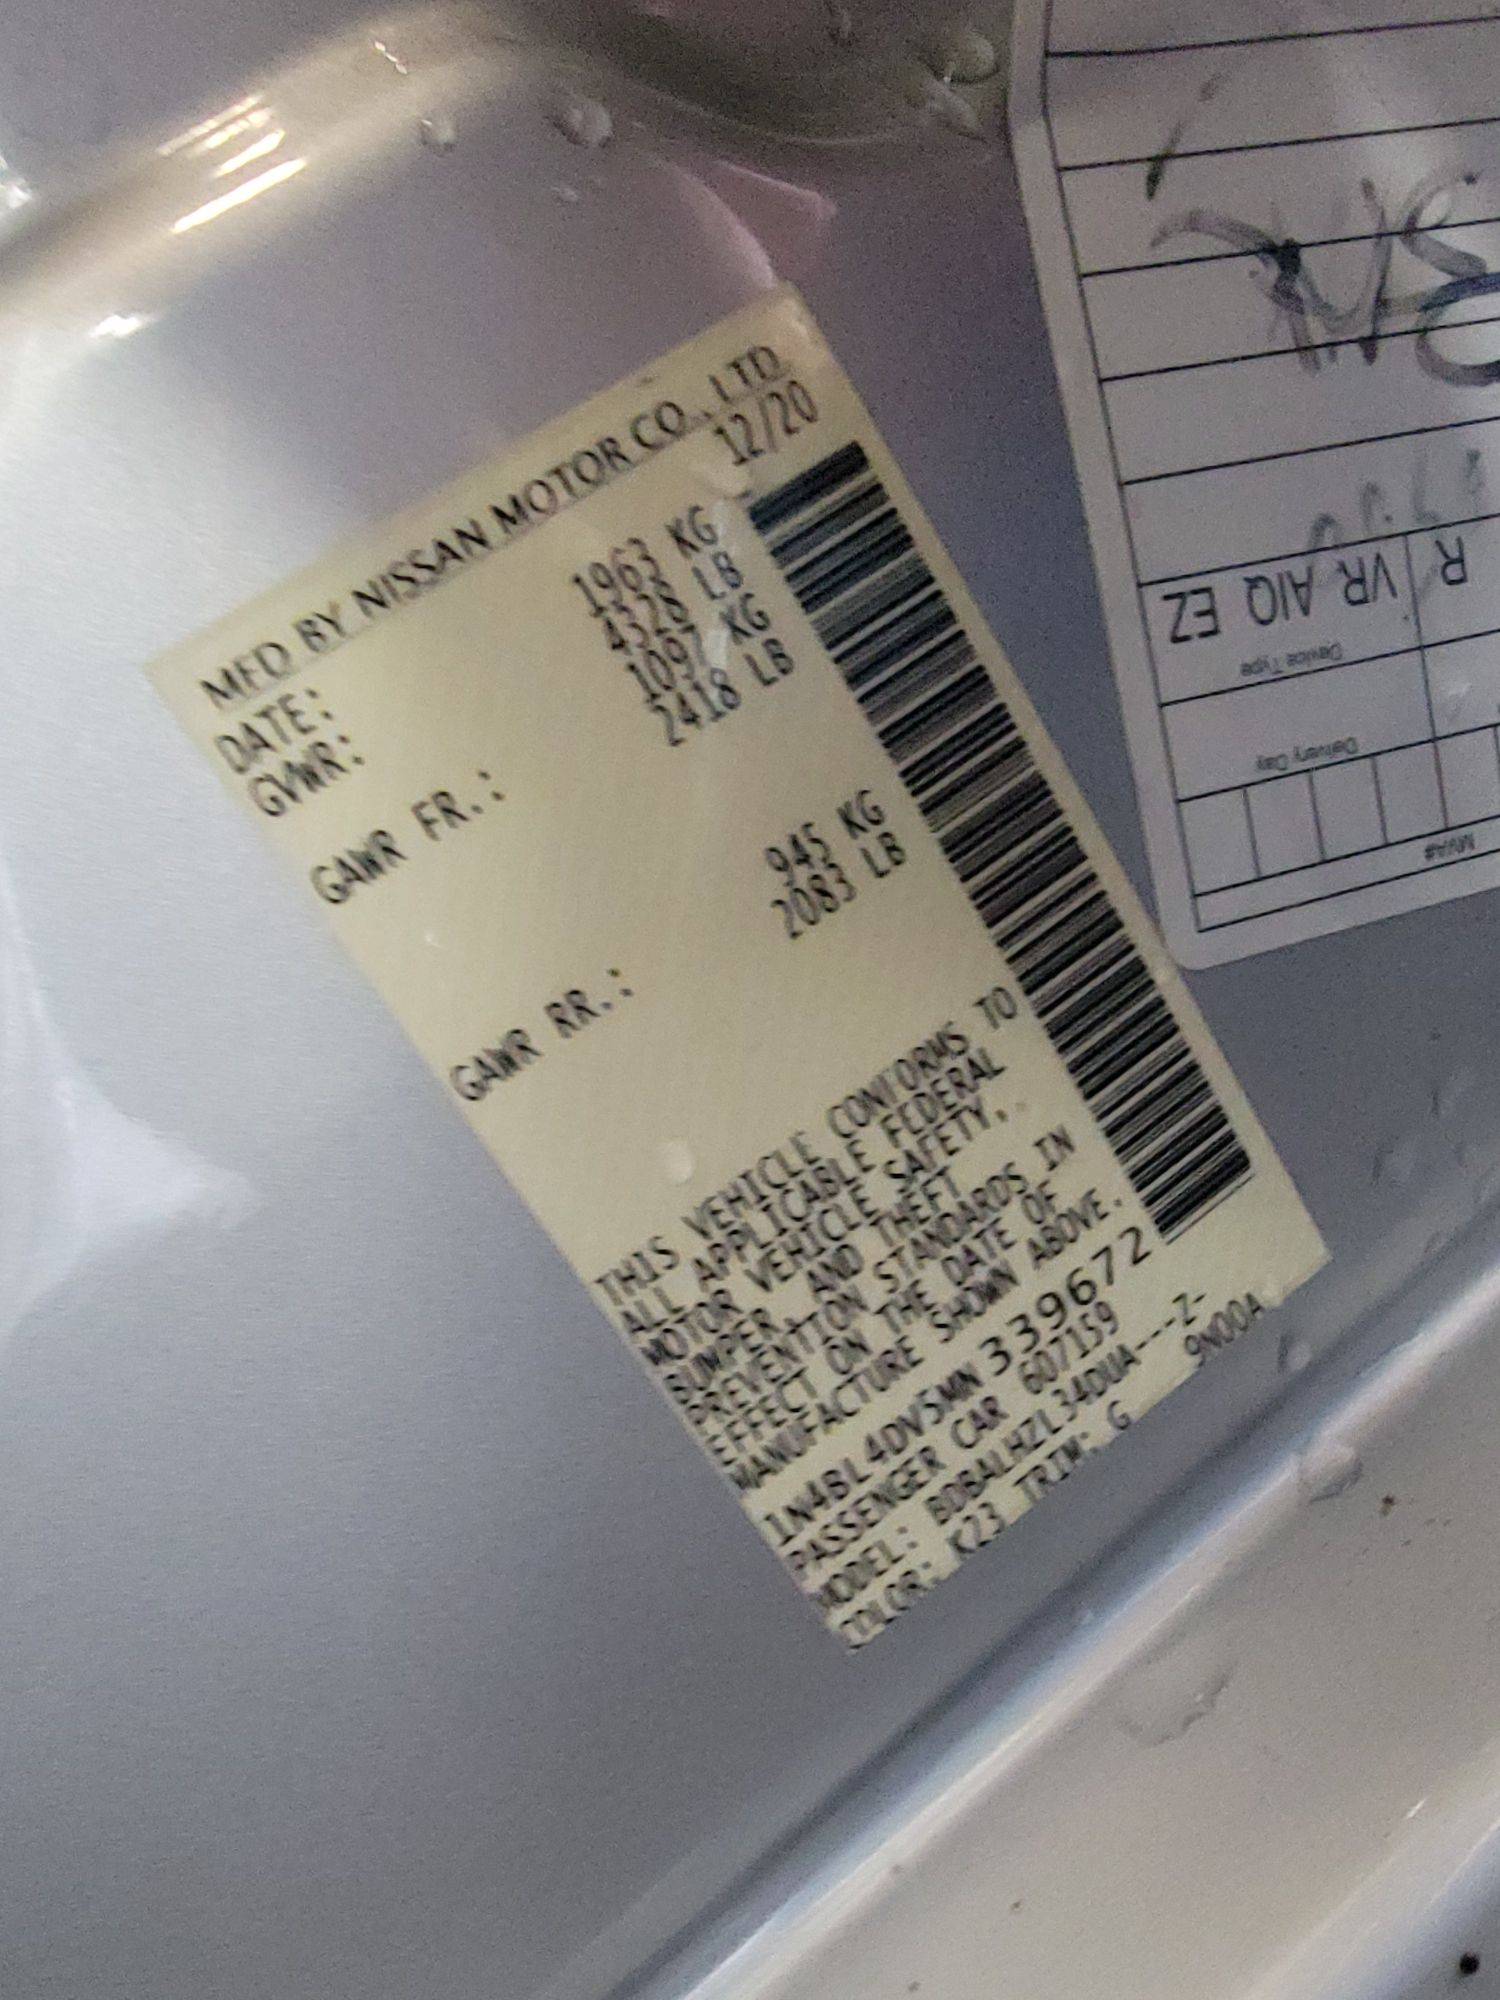 MFD BY NISSAN MOTOR CO., LTD.
DATE: 12/20
GVWR: 1963 KG
4328 LB
GAWR FR.: 1097 KG
2418 LB
GAWR RR.: 945 KG
2083 LB
THIS VEHICLE CONFORMS TO
ALL APPLICABLE FEDERAL
MOTOR VEHICLE SAFETY,
BUMPER, AND THEFT
PREVENTION STANDARDS IN
EFFECT ON THE DATE OF
MANUFACTURE SHOWN ABOVE.
1N4BL4DV5MN339672
PASSENGER CAR 607159
MODEL: BDBALHZL34DUA---Z-
COLOR: K23 TRIM: G 9N00A
MVA#
Delivery Day
Device Type
R VR AIQ EZ